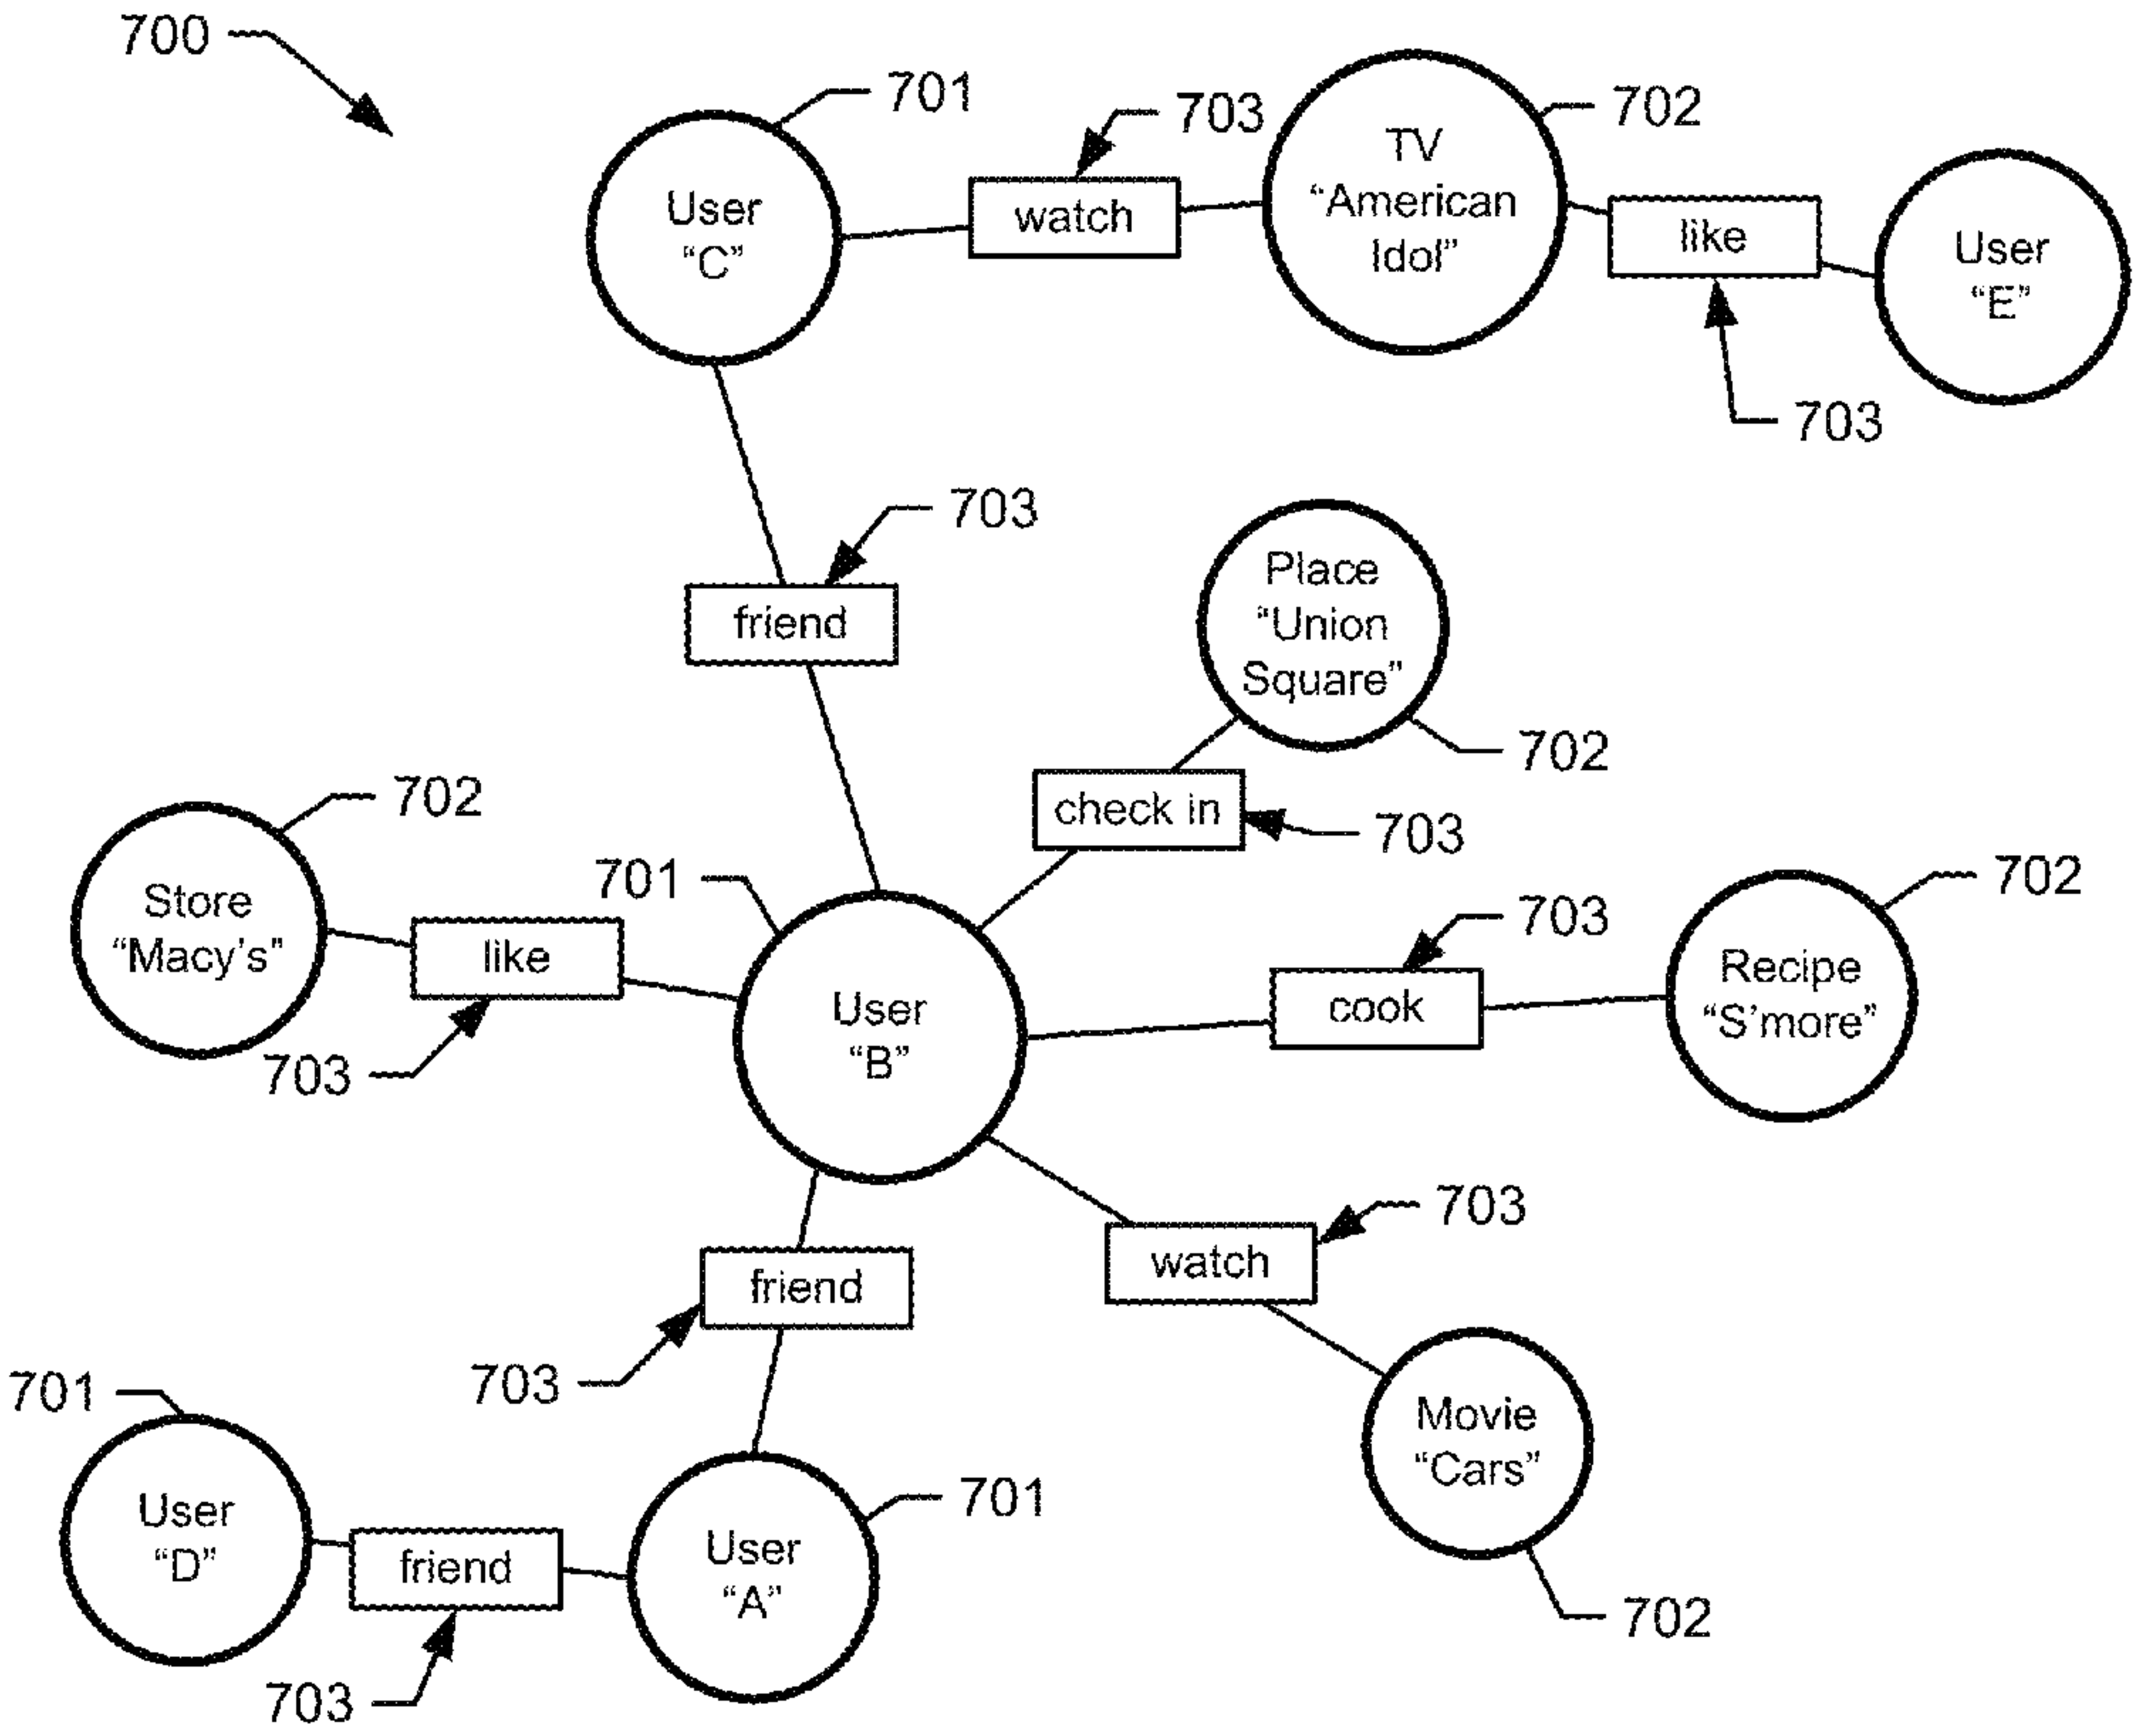 700
701
703
702
User
“C”
watch
TV
“American
Idol”
like
User
“E”
703
703
friend
Place
“Union
Square”
702
check in
703
702
Store
“Macy’s”
like
703
701
User
“B”
703
cook
702
Recipe
“S’more”
703
watch
friend
703
Movie
“Cars”
702
701
User
“D”
friend
703
User
“A”
701